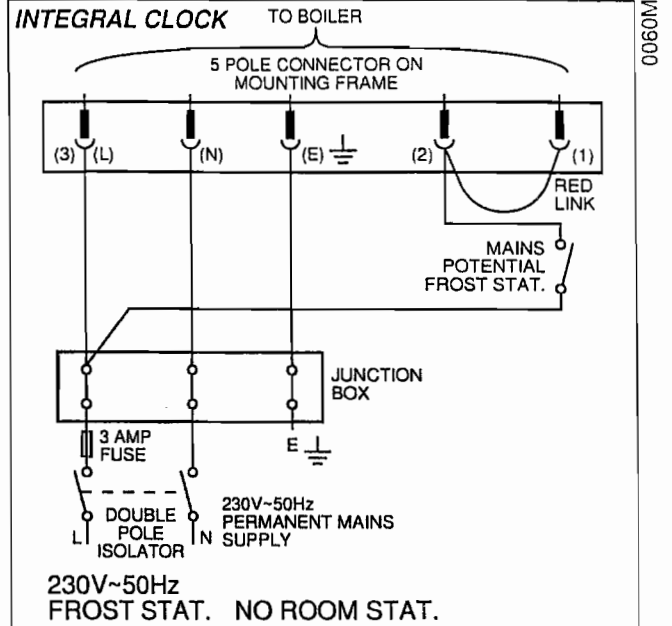 INTEGRAL CLOCK
TO BOILER
0060M
5 POLE CONNECTOR ON
MOUNTING FRAME
(3) (L) (N) (E) (2) (1)
RED
LINK
MAINS
POTENTIAL
FROST STAT.
JUNCTION
BOX
3 AMP
FUSE
E
DOUBLE
POLE
ISOLATOR
L
N
230V~50Hz
PERMANENT MAINS
SUPPLY
230V~50Hz
FROST STAT. NO ROOM STAT.